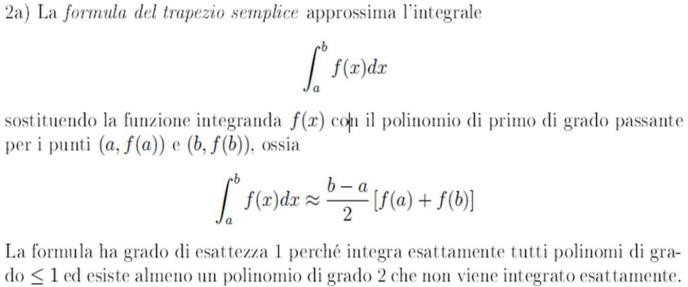 2a) La formula del trapezio semplice approssima l'integrale
∫_a^b f(x)dx
sostituendo la funzione integranda f(x) con il polinomio di primo di grado passante
per i punti (a, f(a)) e (b, f(b)), ossia
∫_a^b f(x)dx ≈ \frac{b − a}{2} [f(a) + f(b)]
La formula ha grado di esattezza 1 perché integra esattamente tutti polinomi di gra-
do ≤ 1 ed esiste almeno un polinomio di grado 2 che non viene integrato esattamente.